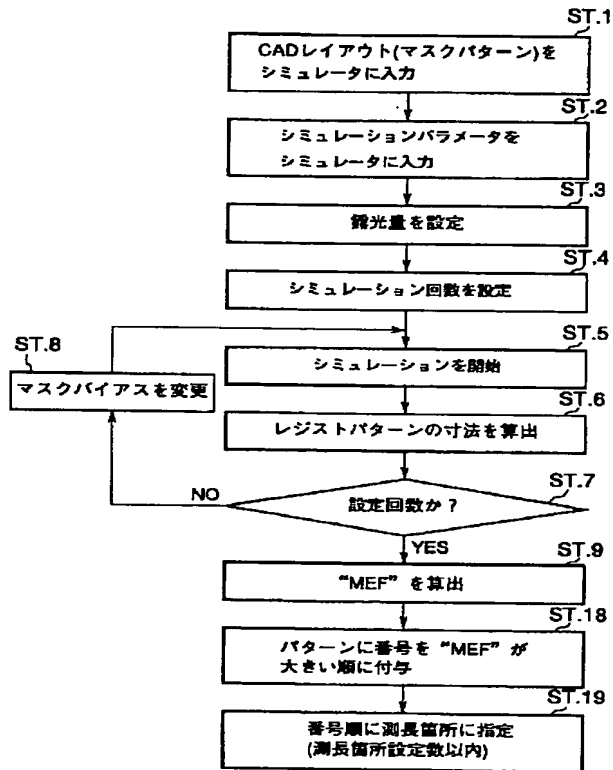 ST.1
CADレイアウト(マスクパターン)を
シミュレータに入力
ST.2
シミュレーションパラメータを
シミュレータに入力
ST.3
露光量を設定
ST.4
シミュレーション回数を設定
ST.5
シミュレーションを開始
ST.8
マスクバイアスを変更
ST.6
レジストパターンの寸法を算出
ST.7
設定回数か?
NO
YES
ST.9
“MEF”を算出
ST.18
パターンに番号を“MEF”が
大きい順に付与
ST.19
番号順に測長箇所に指定
(測長箇所設定数以内)